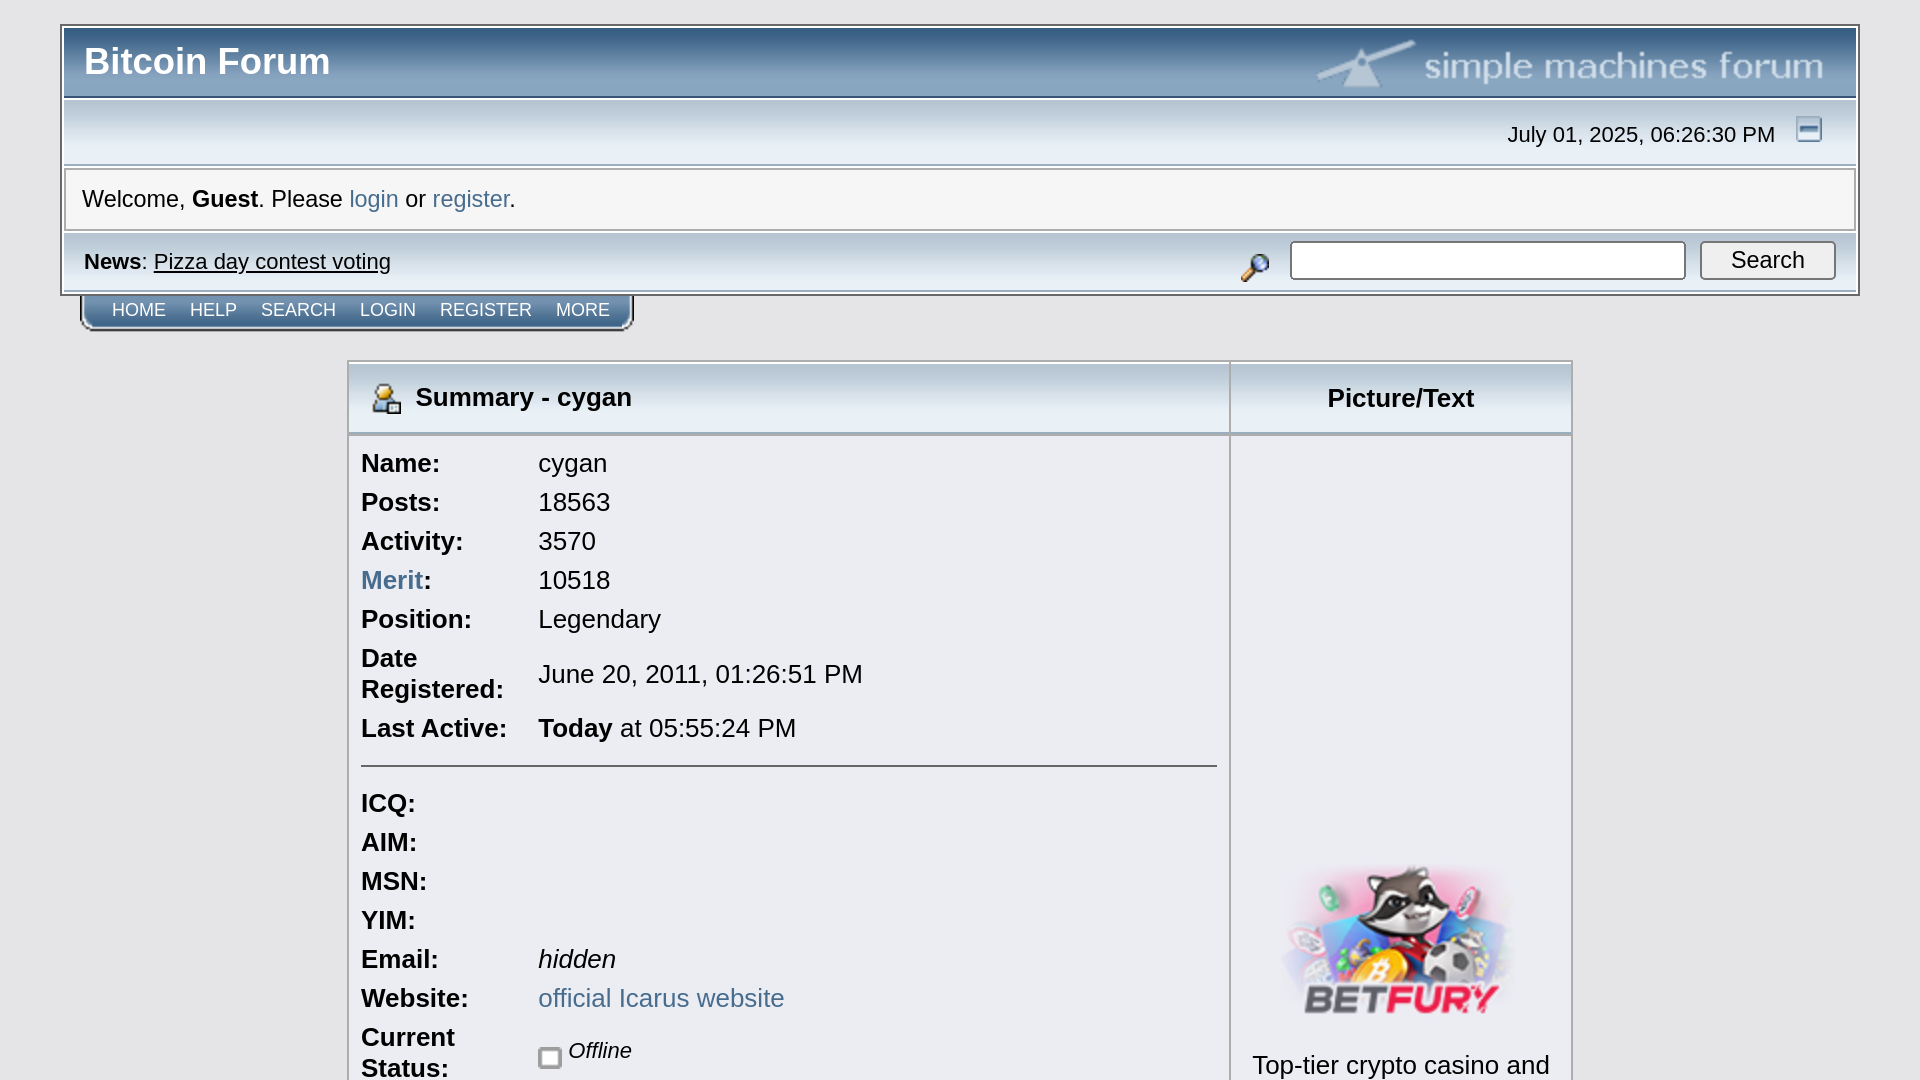 Bitcoin Forum
simple machines forum
July 01, 2025, 06:26:30 PM
Welcome, Guest. Please login or register.
News: Pizza day contest voting
Search
HOME HELP SEARCH LOGIN REGISTER MORE
Summary - cygan
Picture/Text
Name: cygan
Posts: 18563
Activity: 3570
Merit: 10518
Position: Legendary
Date
Registered: June 20, 2011, 01:26:51 PM
Last Active: Today at 05:55:24 PM
ICQ:
AIM:
MSN:
YIM:
Email: hidden
Website: official Icarus website
Current
Status: Offline
BETFURY
Top-tier crypto casino and